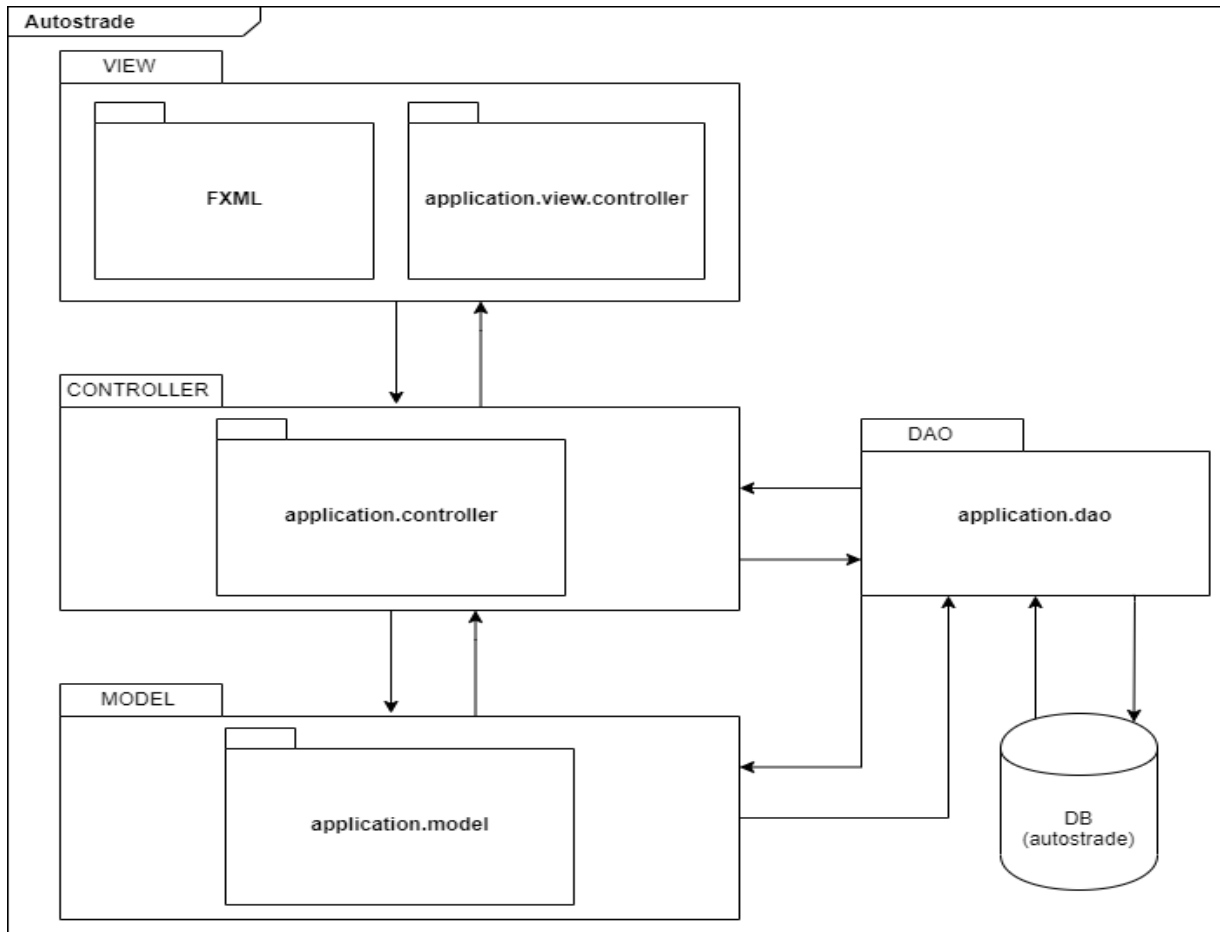 Autostrade
VIEW
FXML
application.view.controller
CONTROLLER
application.controller
DAO
application.dao
MODEL
application.model
DB
(autostrade)